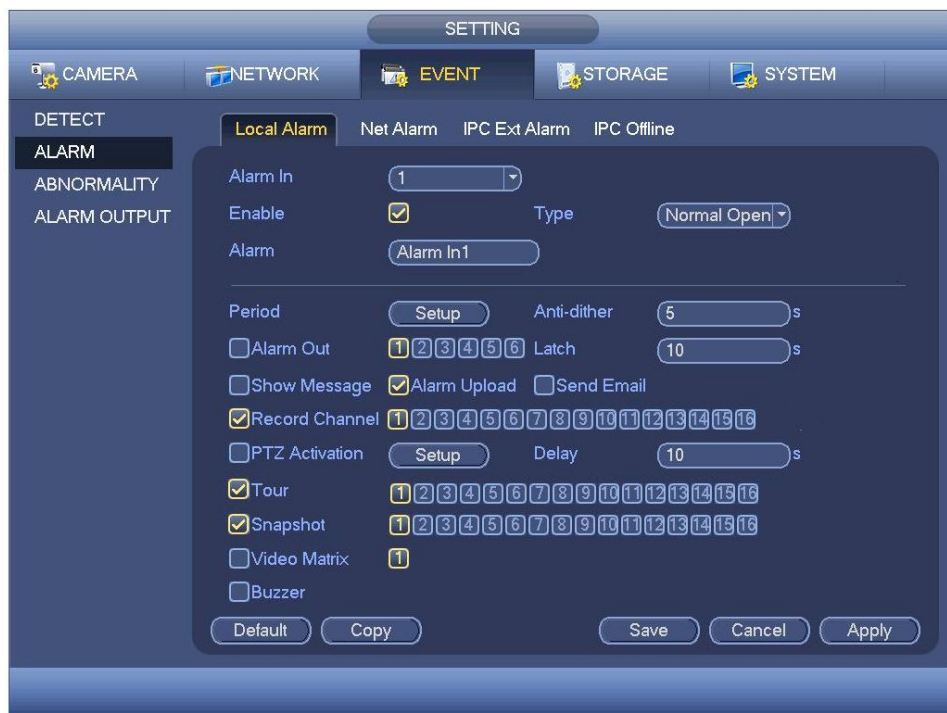 SETTING
CAMERA NETWORK EVENT STORAGE SYSTEM
DETECT
ALARM
ABNORMALITY
ALARM OUTPUT
Local Alarm Net Alarm IPC Ext Alarm IPC Offline
Alarm In 1
Enable Type Normal Open
Alarm Alarm In1
Period Setup Anti-dither 5 s
Alarm Out 1 2 3 4 5 6 Latch 10 s
Show Message Alarm Upload Send Email
Record Channel 1 2 3 4 5 6 7 8 9 10 11 12 13 14 15 16
PTZ Activation Setup Delay 10 s
Tour 1 2 3 4 5 6 7 8 9 10 11 12 13 14 15 16
Snapshot 1 2 3 4 5 6 7 8 9 10 11 12 13 14 15 16
Video Matrix 1
Buzzer
Default Copy Save Cancel Apply